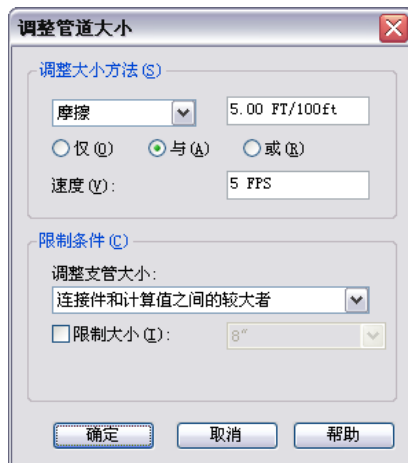 调整管道大小
调整大小方法(S)
摩擦 5.00 FT/100ft
仅(O) 与(A) 或(R)
速度(V): 5 FPS
限制条件(C)
调整支管大小:
连接件和计算值之间的较大者
限制大小(I): 8"
确定 取消 帮助